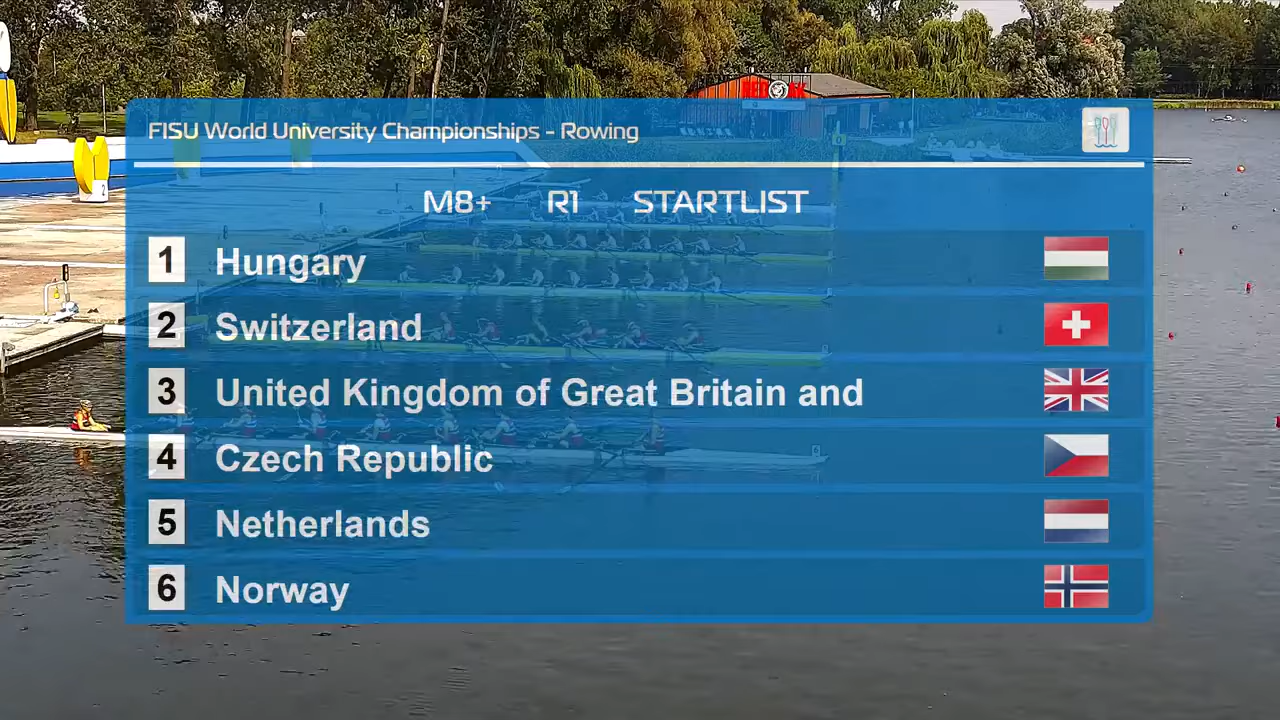 FISU World University Championships - Rowing
M8+ R1 STARTLIST
1 Hungary
2 Switzerland
3 United Kingdom of Great Britain and
4 Czech Republic
5 Netherlands
6 Norway
2